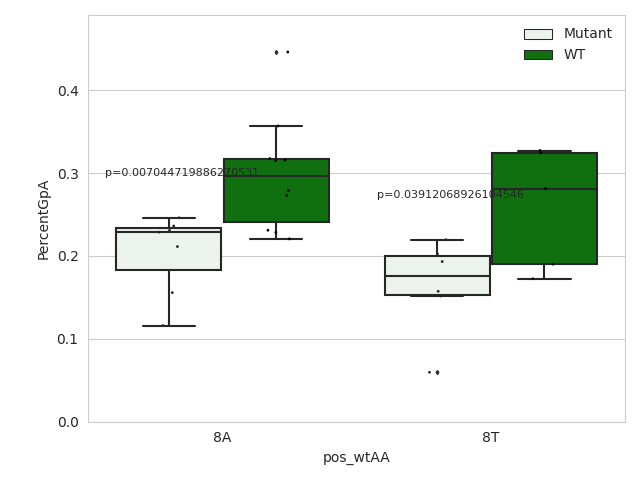 Mutant
WT
0.4
0.3
0.2
0.1
0.0
PercentGpA
p=0.007044719886270531
p=0.03912068926104546
8A
8T
pos_wtAA